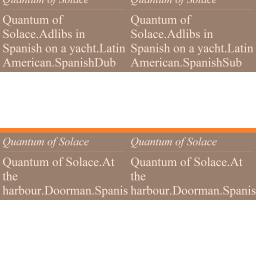 Quantum of Solace Quantum of Solace
Quantum of Quantum of
Solace.Adlibs in Solace.Adlibs in
Spanish on a yacht.Latin Spanish on a yacht.Latin
American.SpanishDub American.SpanishSub
Quantum of Solace Quantum of Solace
Quantum of Solace.At Quantum of Solace.At
the the
harbour.Doorman.Spanis harbour.Doorman.Spanis